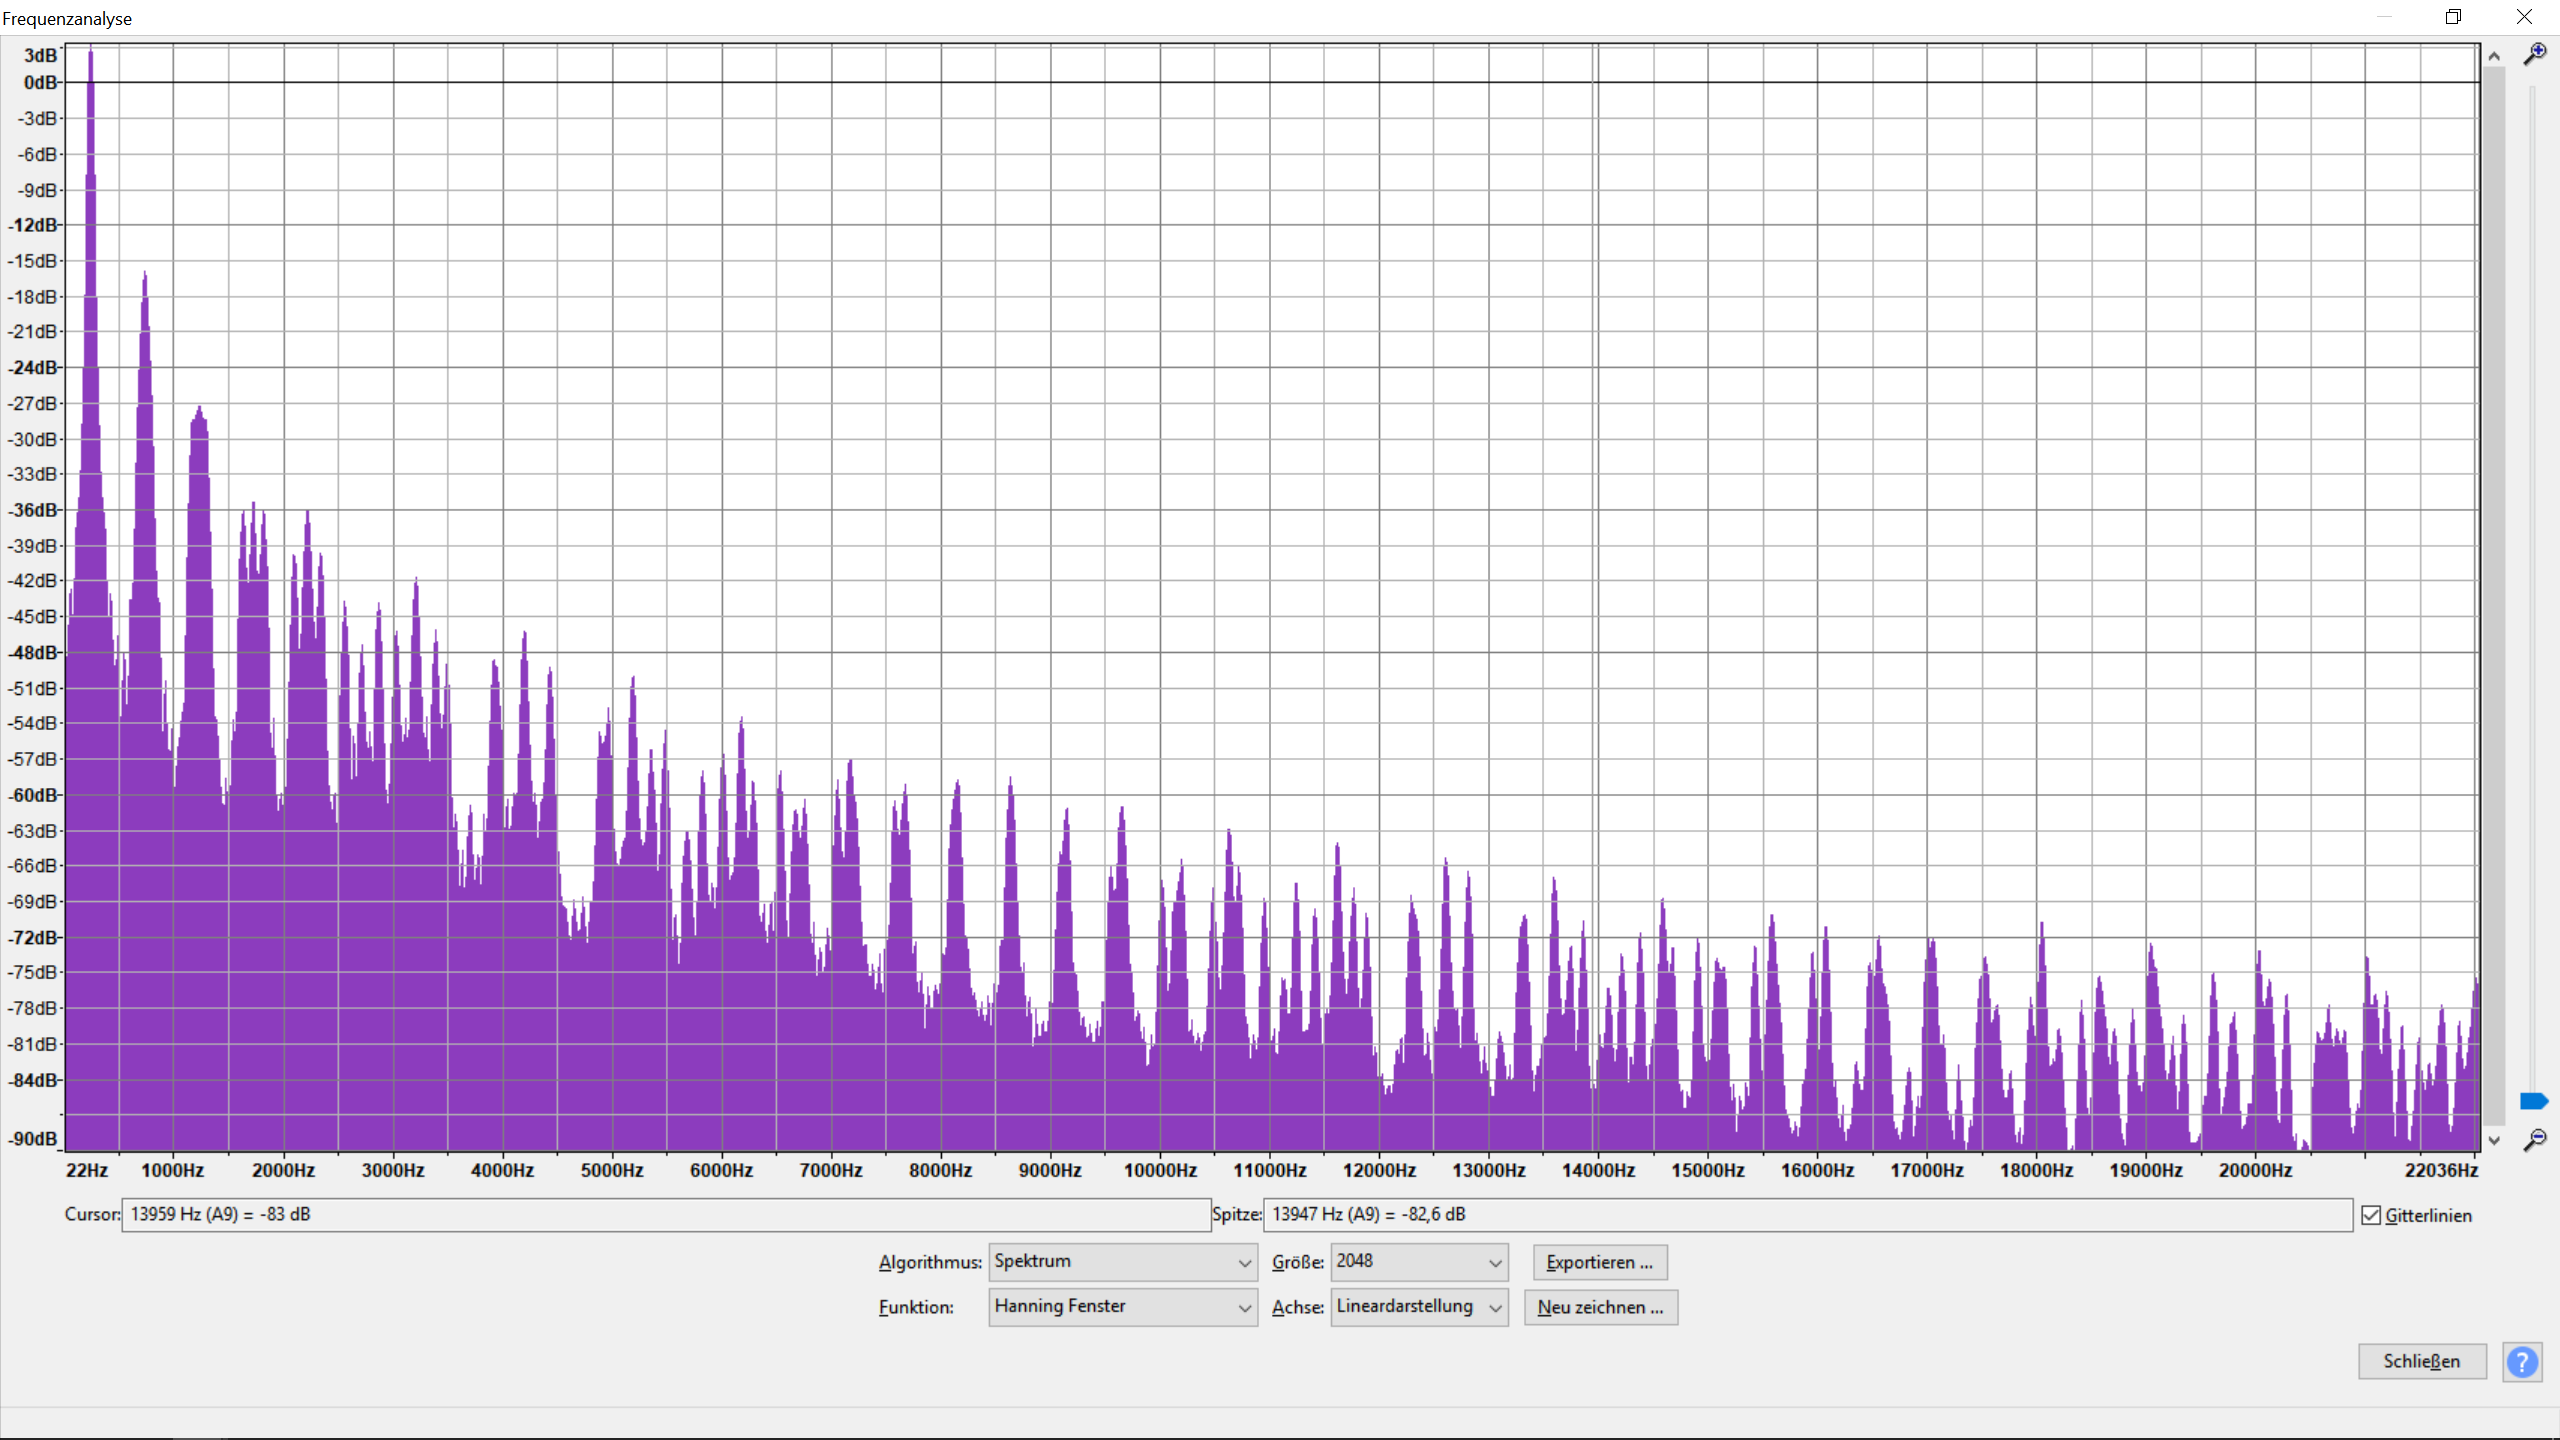 Frequenzanalyse
3dB
0dB
-3dB
-6dB
-9dB
-12dB
-15dB
-18dB
-21dB
-24dB
-27dB
-30dB
-33dB
-36dB
-39dB
-42dB
-45dB
-48dB
-51dB
-54dB
-57dB
-60dB
-63dB
-66dB
-69dB
-72dB
-75dB
-78dB
-81dB
-84dB
-90dB
22Hz 1000Hz 2000Hz 3000Hz 4000Hz 5000Hz 6000Hz 7000Hz 8000Hz 9000Hz 10000Hz 11000Hz 12000Hz 13000Hz 14000Hz 15000Hz 16000Hz 17000Hz 18000Hz 19000Hz 20000Hz 22036Hz
Cursor: 13959 Hz (A9) = -83 dB Spitze: 13947 Hz (A9) = -82,6 dB Gitterlinien
Algorithmus: Spektrum Größe: 2048 Exportieren ...
Funktion: Hanning Fenster Achse: Lineardarstellung Neu zeichnen ...
Schließen ?